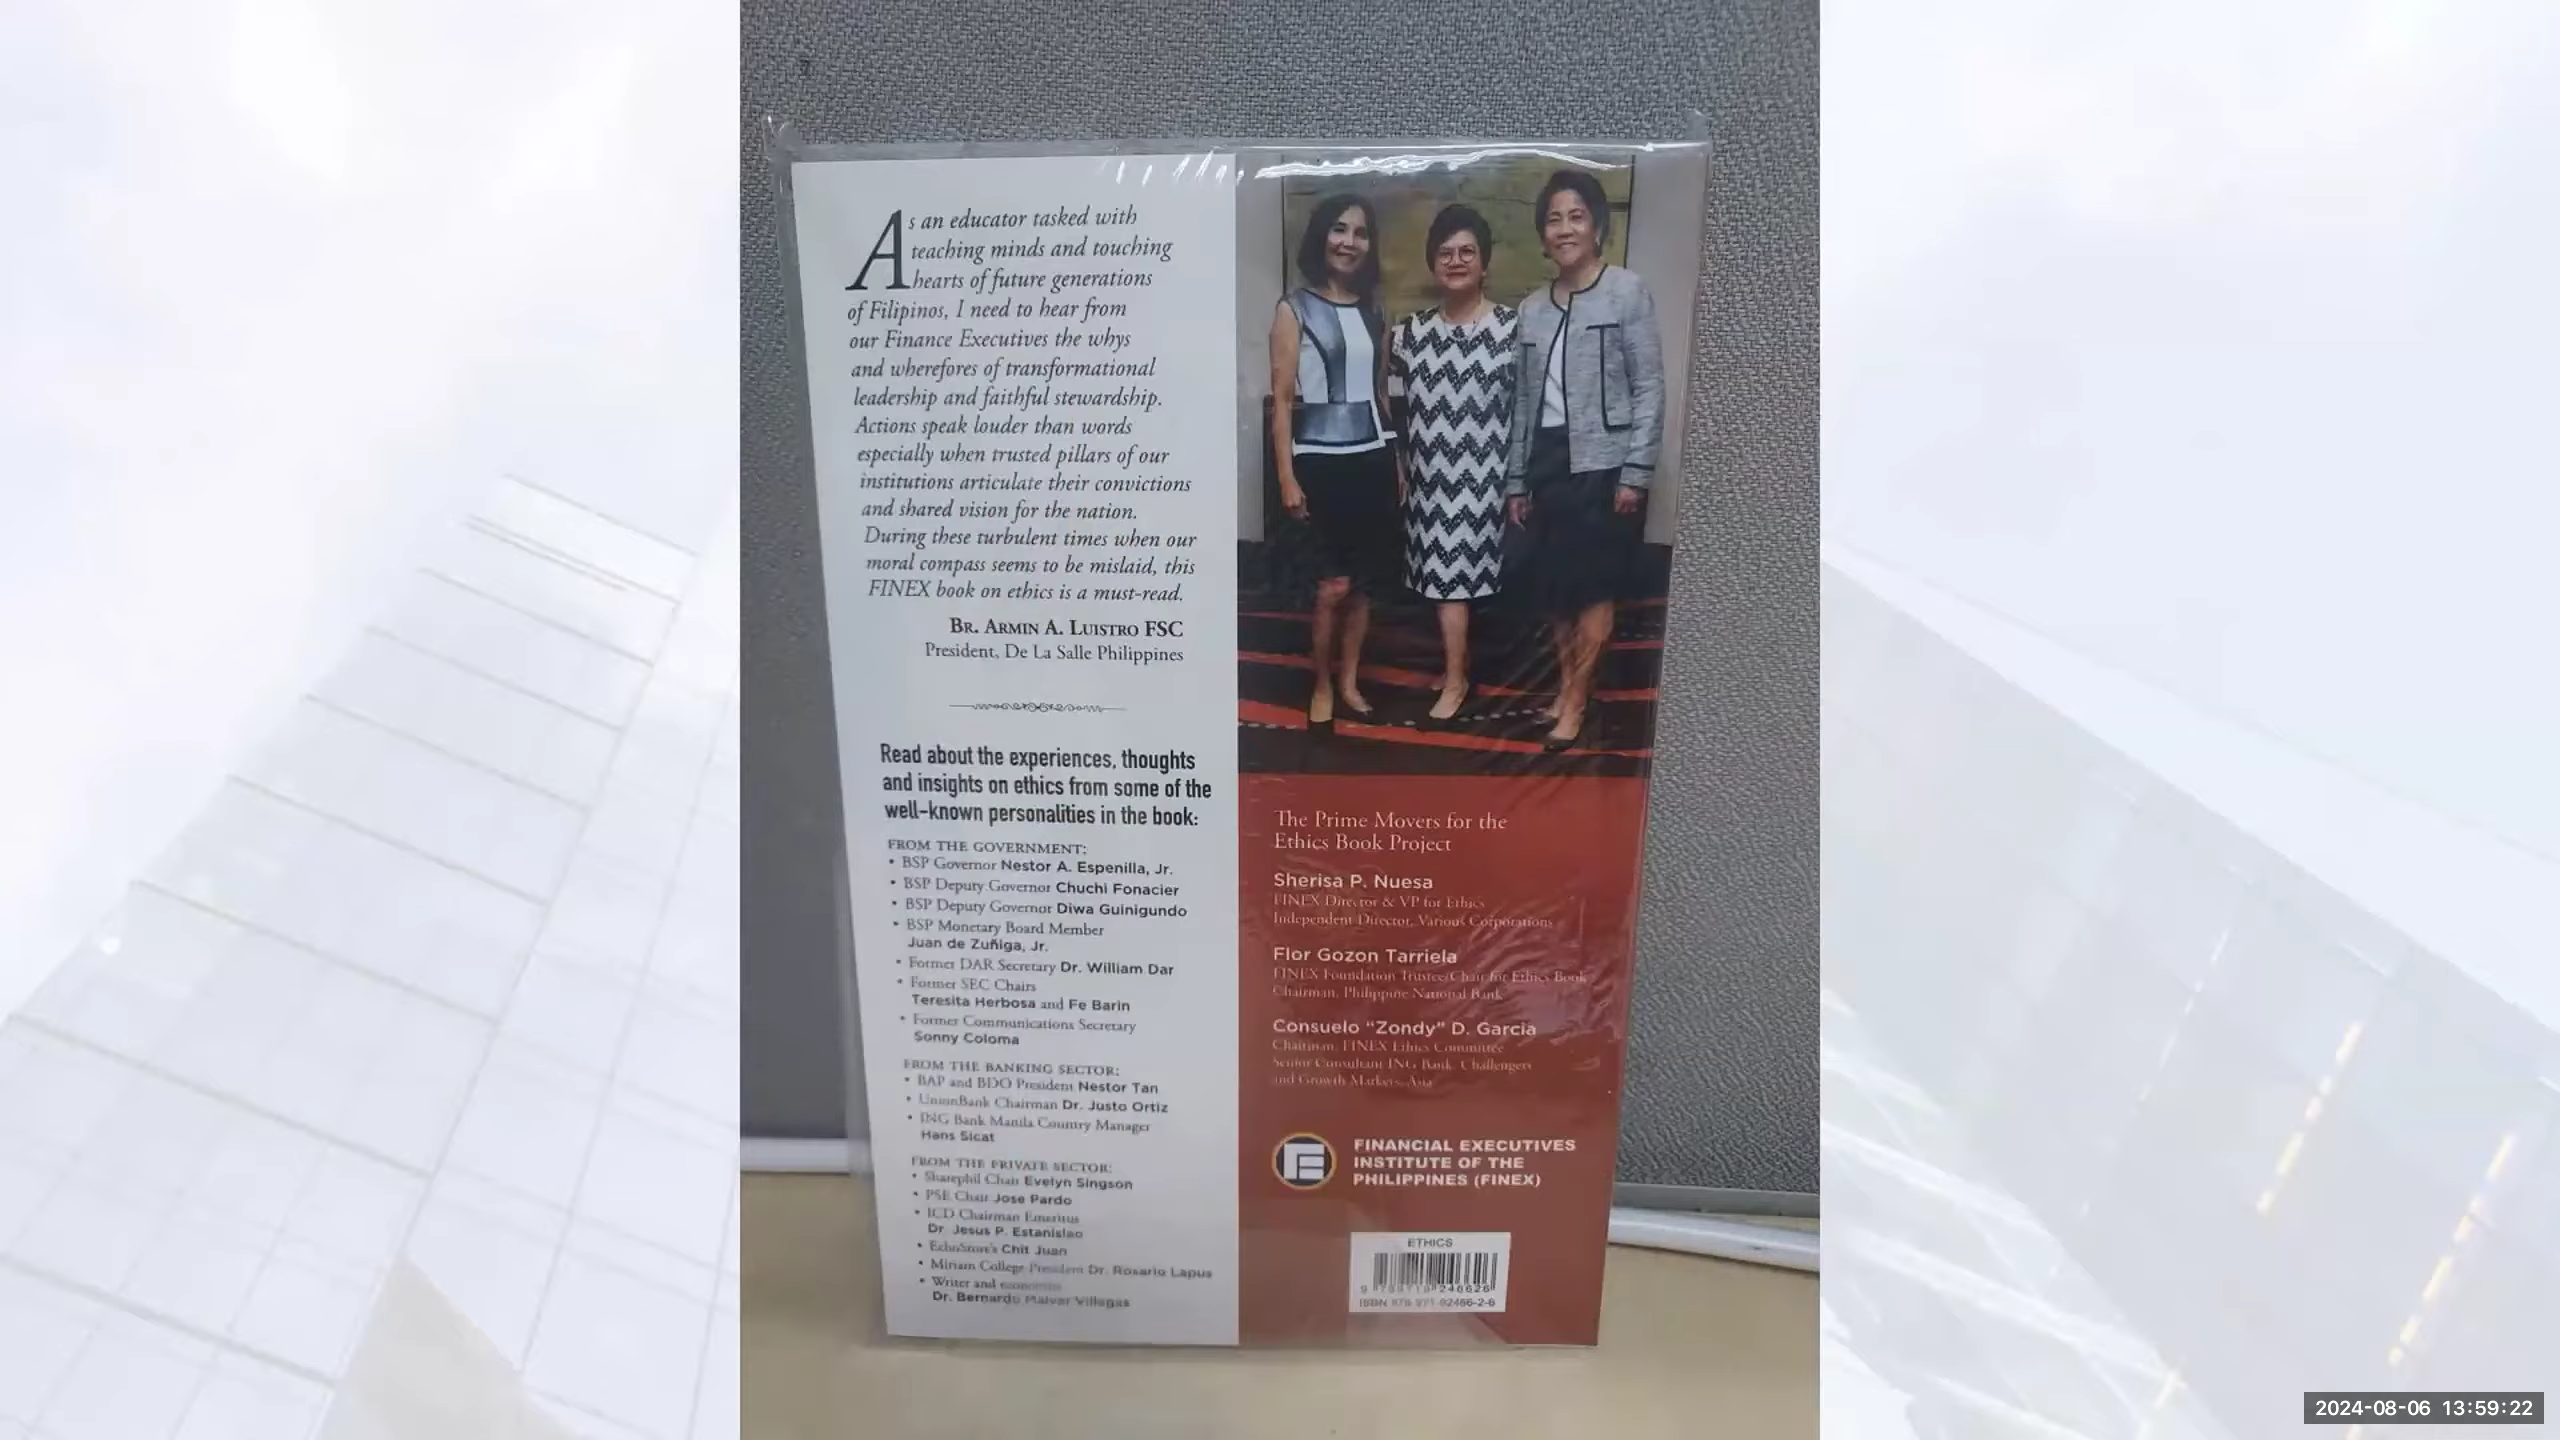 As an educator tasked with
teaching minds and touching
hearts of future generations
of Filipinos, I need to hear from
our Finance Executives the whys
and wherefores of transformational
leadership and faithful stewardship.
Actions speak louder than words
especially when trusted pillars of our
institutions articulate their convictions
and shared vision for the nation.
During these turbulent times when our
moral compass seems to be mislaid, this
FINEX book on ethics is a must-read.
BR. ARMIN A. LUISTRO FSC
President, De La Salle Philippines
Read about the experiences, thoughts
and insights on ethics from some of the
well-known personalities in the book:
FROM THE GOVERNMENT:
• BSP Governor Nestor A. Espenilla, Jr.
• BSP Deputy Governor Chuchi Fonacier
• BSP Deputy Governor Diwa Guinigundo
• BSP Monetary Board Member
Juan de Zuñiga, Jr.
• Former DAR Secretary Dr. William Dar
• Former SEC Chairs
Teresita Herbosa and Fe Barin
• Former Communications Secretary
Sonny Coloma
FROM THE BANKING SECTOR:
• BAP and BDO President Nestor Tan
• UnionBank Chairman Dr. Justo Ortiz
• ING Bank Manila Country Manager
Hans Sicat
FROM THE PRIVATE SECTOR:
• Sharephil Chair Evelyn Singson
• PSE Chair Jose Pardo
• ICD Chairman Emeritus
Dr. Jesus P. Estanislao
• EchoStore's Chit Juan
• Miriam College President Dr. Rosario Lapus
• Writer and economist
Dr. Bernardo Malvar Villegas
The Prime Movers for the
Ethics Book Project
Sherisa P. Nuesa
FINEX Director & VP for Ethics
Independent Director, Various Corporations
Flor Gozon Tarriela
FINEX Foundation Trustee/Chair for Ethics Book
Chairman, Philippine National Bank
Consuelo “Zondy” D. Garcia
Chairman, FINEX Ethics Committee
Senior Consultant ING Bank, Challengers
and Growth Markets, Asia
FINANCIAL EXECUTIVES
INSTITUTE OF THE
PHILIPPINES (FINEX)
ETHICS
ISBN 978-971-92466-2-6
2024-08-06 13:59:22